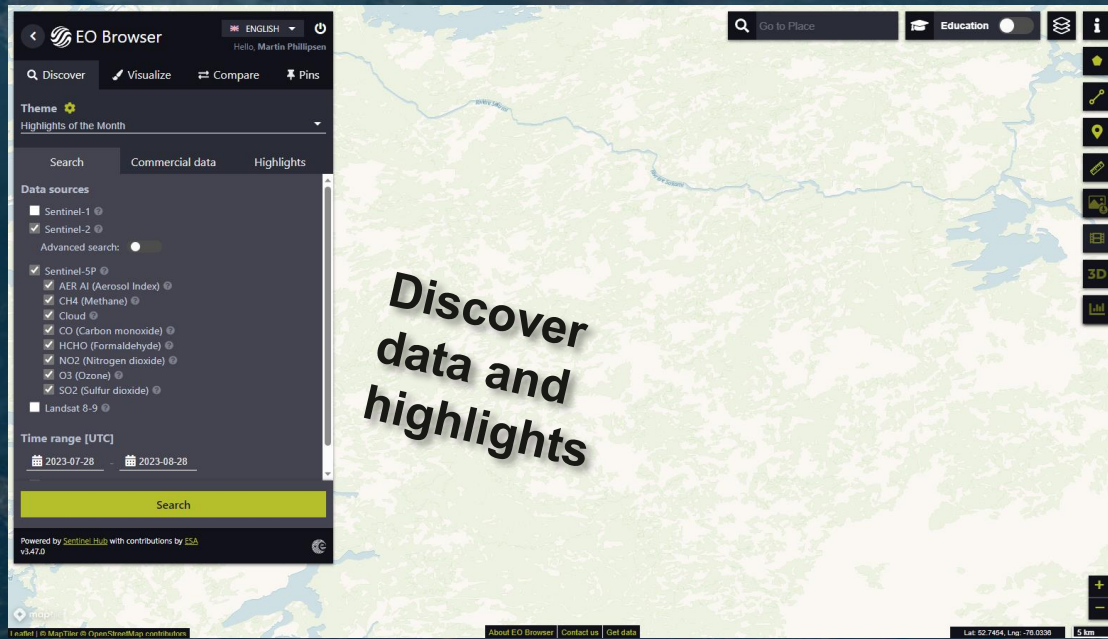 EO Browser
ENGLISH
Hello, Martin Phillipsen
Discover
Visualize
Compare
Pins
Theme
Highlights of the Month
Search
Commercial data
Highlights
Data sources
Sentinel-1
Sentinel-2
Advanced search:
Sentinel-5P
AER AI (Aerosol Index)
CH4 (Methane)
Cloud
CO (Carbon monoxide)
HCHO (Formaldehyde)
NO2 (Nitrogen dioxide)
O3 (Ozone)
SO2 (Sulfur dioxide)
Landsat 8-9
Time range [UTC]
2023-07-28 - 2023-08-28
Search
Powered by Sentinel Hub with contributions by ESA
v3.47.0
Go to Place
Education
3D
Discover
data and
highlights
Leaflet | © MapTiler © OpenStreetMap contributors
About EO Browser
Contact us
Get data
Lat: 52.7454, Lng: -76.0336
5 km